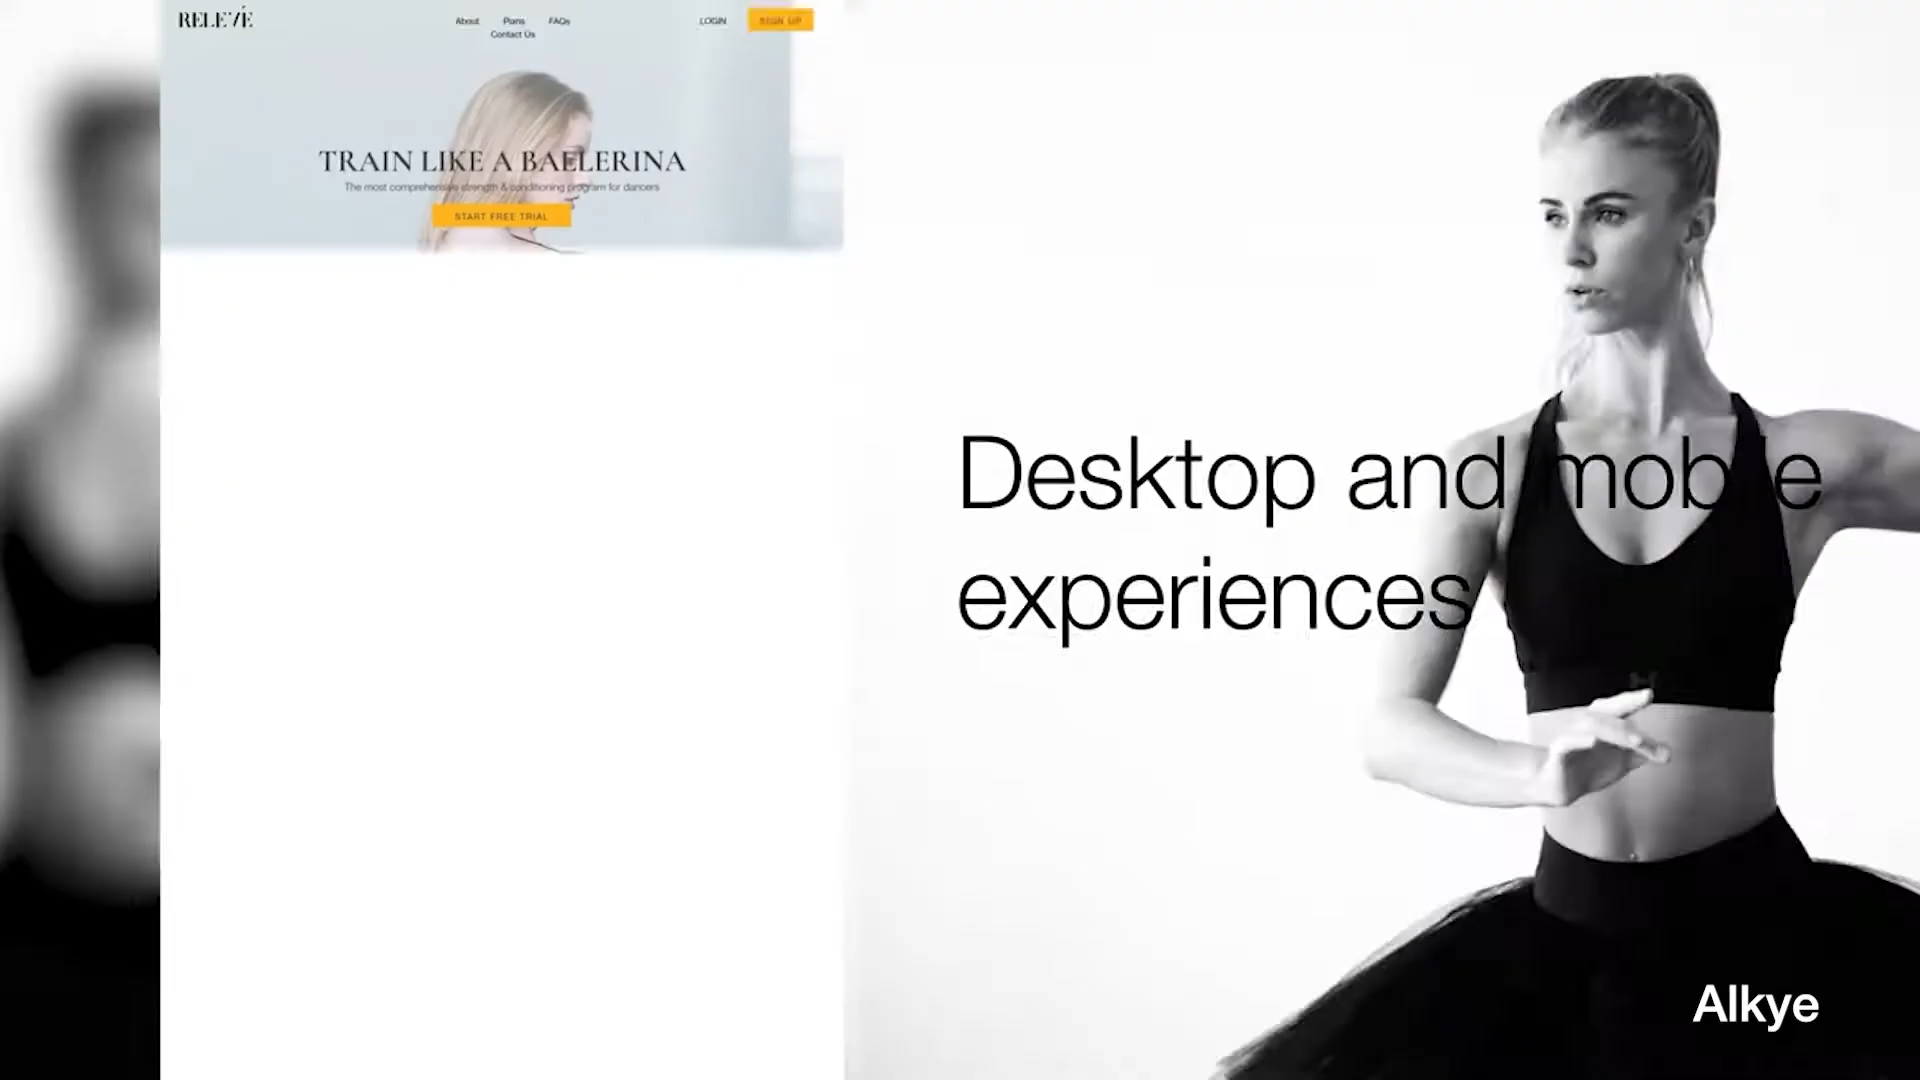 RELEVÉ
About Plans FAQs
Contact Us
LOGIN
SIGN UP
TRAIN LIKE A BALLERINA
The most comprehensive strength & conditioning program for dancers
START FREE TRIAL
Desktop and mobile
experiences
Alkye